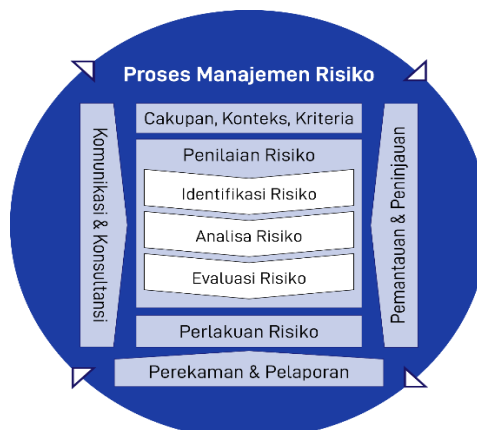 Proses Manajemen Risiko
Komunikasi & Konsultansi
Cakupan, Konteks, Kriteria
Penilaian Risiko
Identifikasi Risiko
Analisa Risiko
Evaluasi Risiko
Perlakuan Risiko
Pemantauan & Peninjauan
Perekaman & Pelaporan